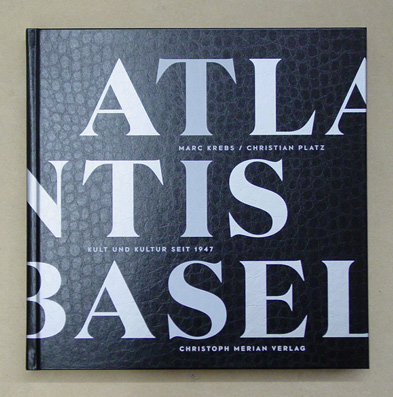 ATLA
MARC KREBS / CHRISTIAN PLATZ
NTIS
KULT UND KULTUR SEIT 1947
BASEL
CHRISTOPH MERIAN VERLAG